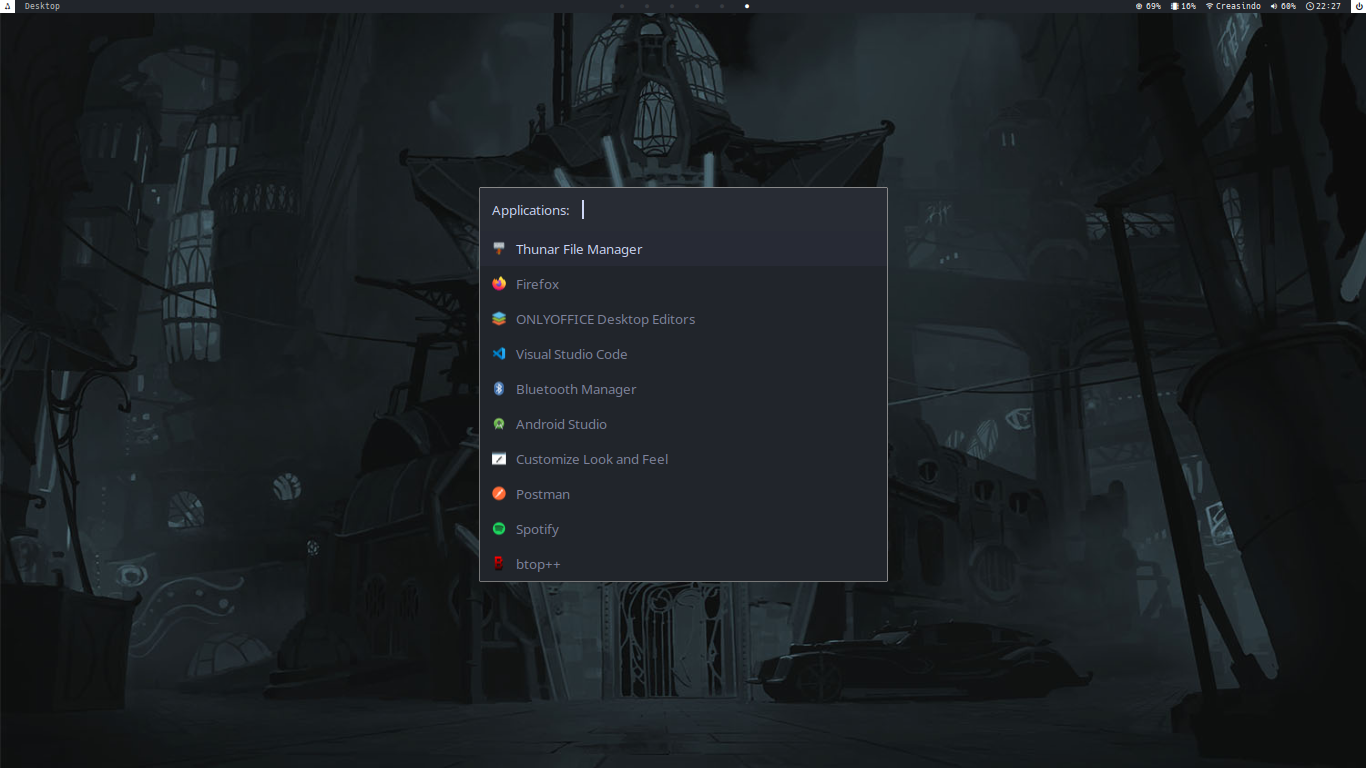 Desktop
69% 16% Creasindo 60% 22:27
Applications:
Thunar File Manager
Firefox
ONLYOFFICE Desktop Editors
Visual Studio Code
Bluetooth Manager
Android Studio
Customize Look and Feel
Postman
Spotify
btop++